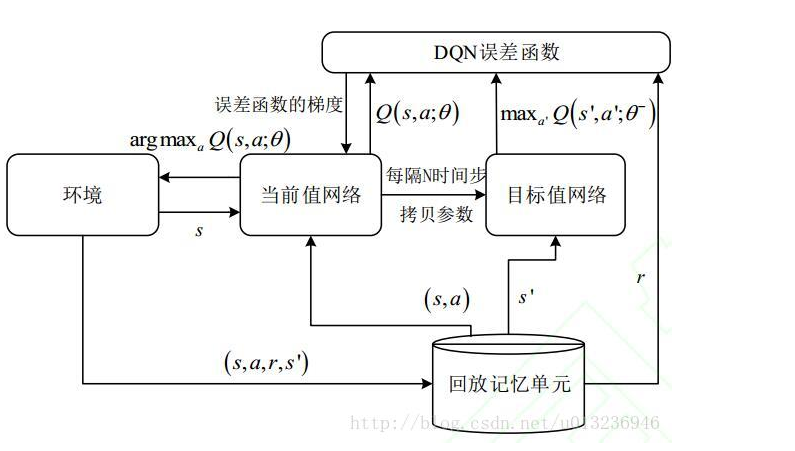 DQN误差函数
误差函数的梯度
Q(s,a;θ)
max_{a'} Q(s',a';θ⁻)
arg max_a Q(s,a;θ)
环境
当前值网络
每隔N时间步
目标值网络
s
拷贝参数
(s,a)
s'
r
(s,a,r,s')
回放记忆单元
http://blog.csdn.net/u013236946